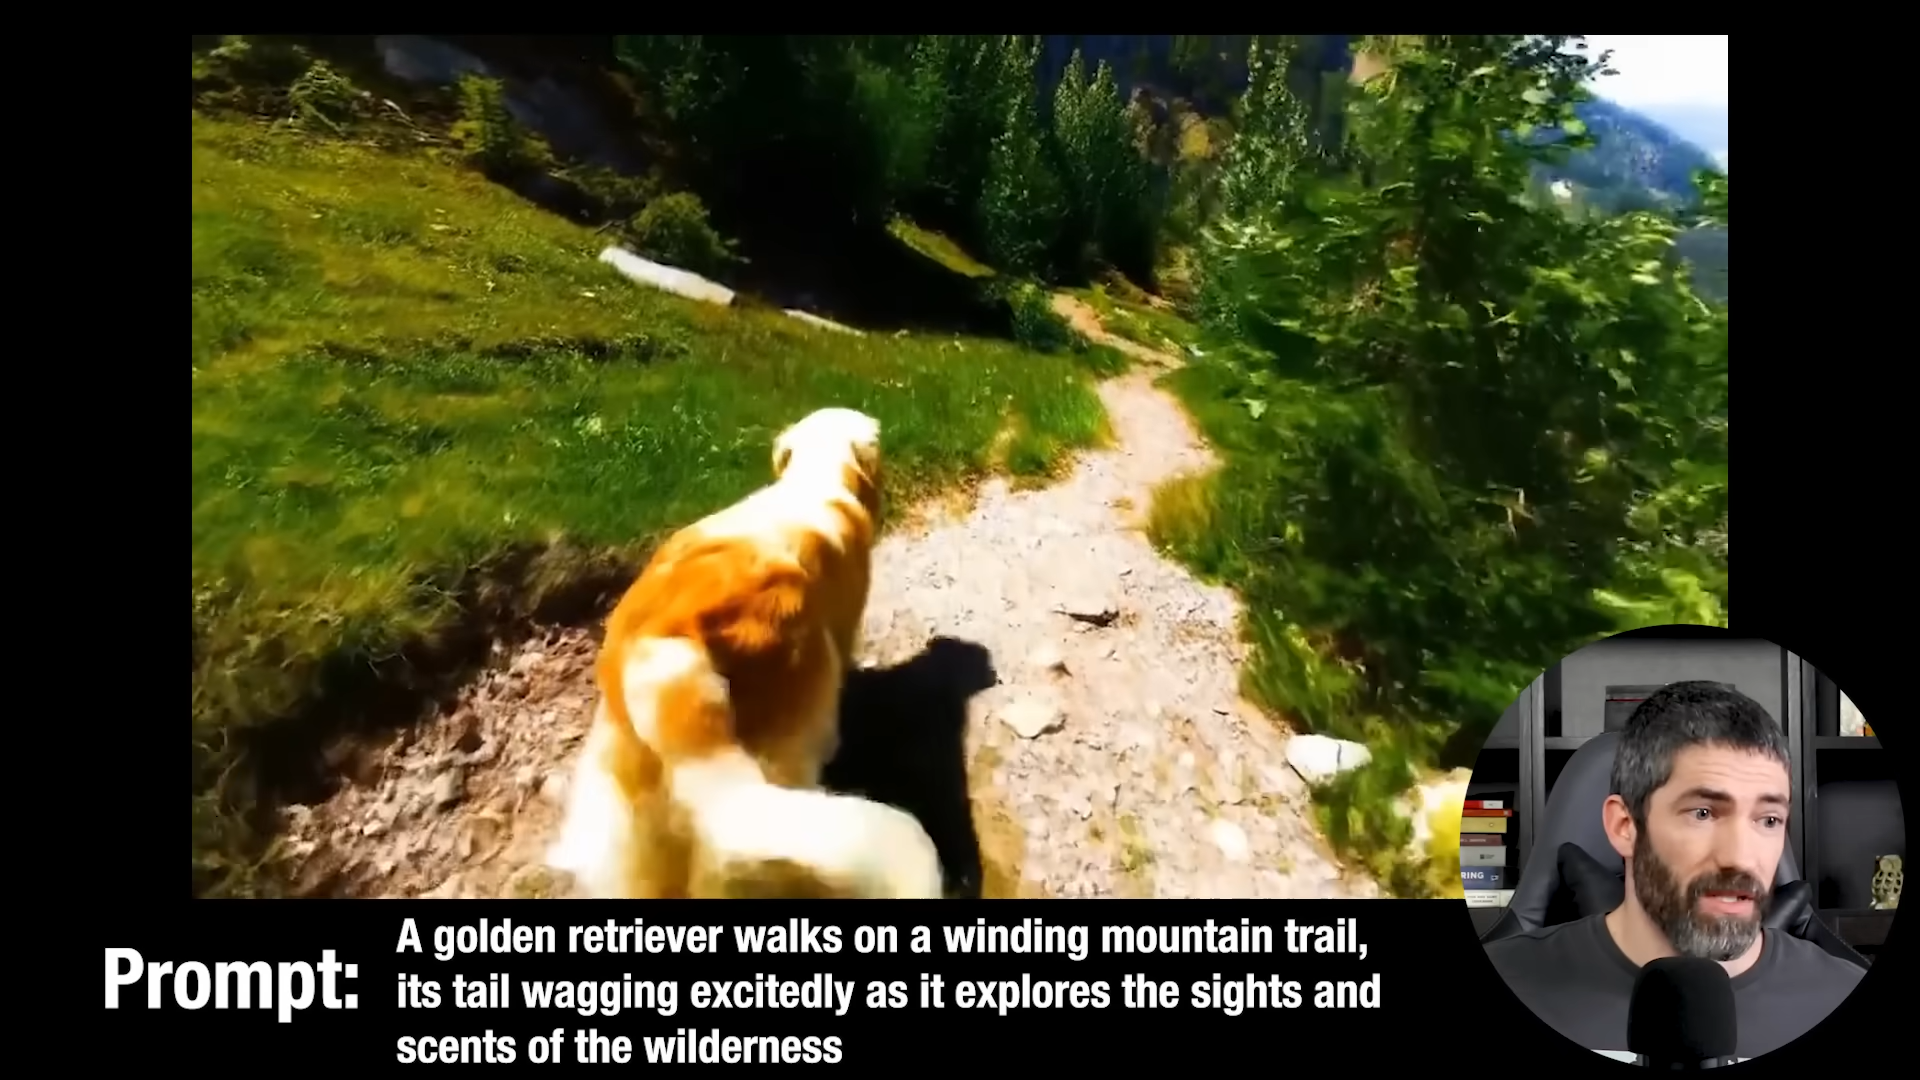 Prompt:
A golden retriever walks on a winding mountain trail,
its tail wagging excitedly as it explores the sights and
scents of the wilderness
RING